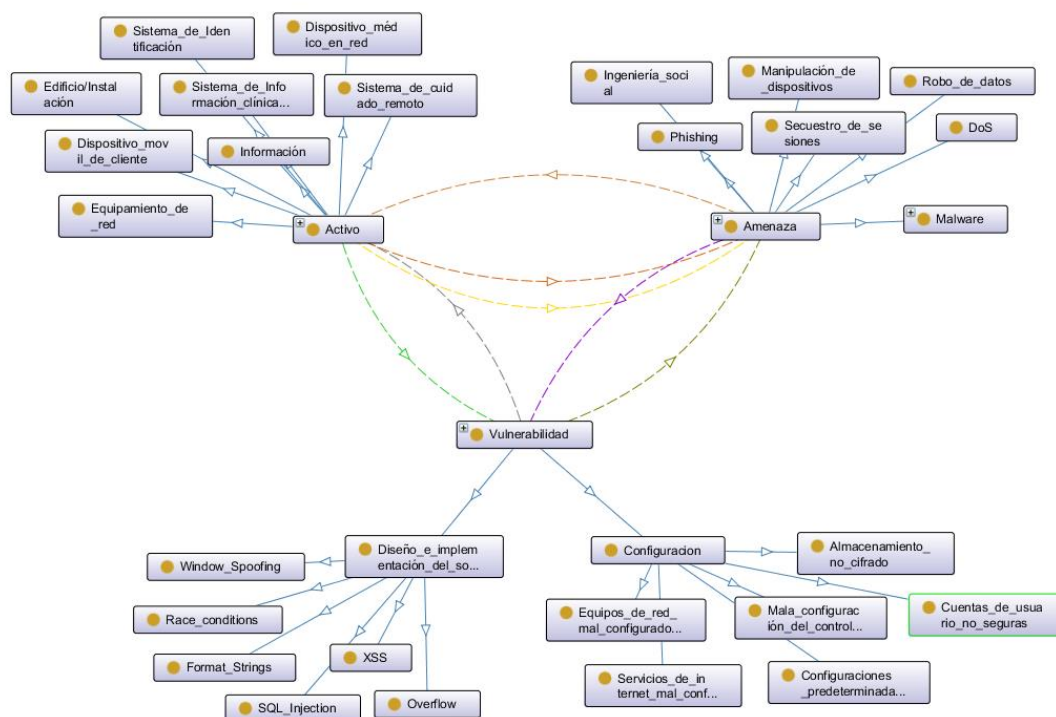 Sistema_de_Iden
tificación
Dispositivo_méd
ico_en_red
Edificio/Instal
ación
Sistema_de_Info
rmación_clínica...
Sistema_de_cuid
ado_remoto
Dispositivo_mov
il_de_cliente
Información
Equipamiento_de
_red
Activo
Ingeniería_soci
al
Manipulación_de
_dispositivos
Robo_de_datos
Phishing
Secuestro_de_se
siones
DoS
Amenaza
Malware
Vulnerabilidad
Diseño_e_implem
entación_del_so...
Window_Spoofing
Race_conditions
Format_Strings
XSS
SQL_Injection
Overflow
Configuracion
Almacenamiento_
no_cifrado
Equipos_de_red_
mal_configurado...
Mala_configurac
ión_del_control...
Cuentas_de_usua
rio_no_seguras
Servicios_de_in
ternet_mal_conf...
Configuraciones
_predeterminada...